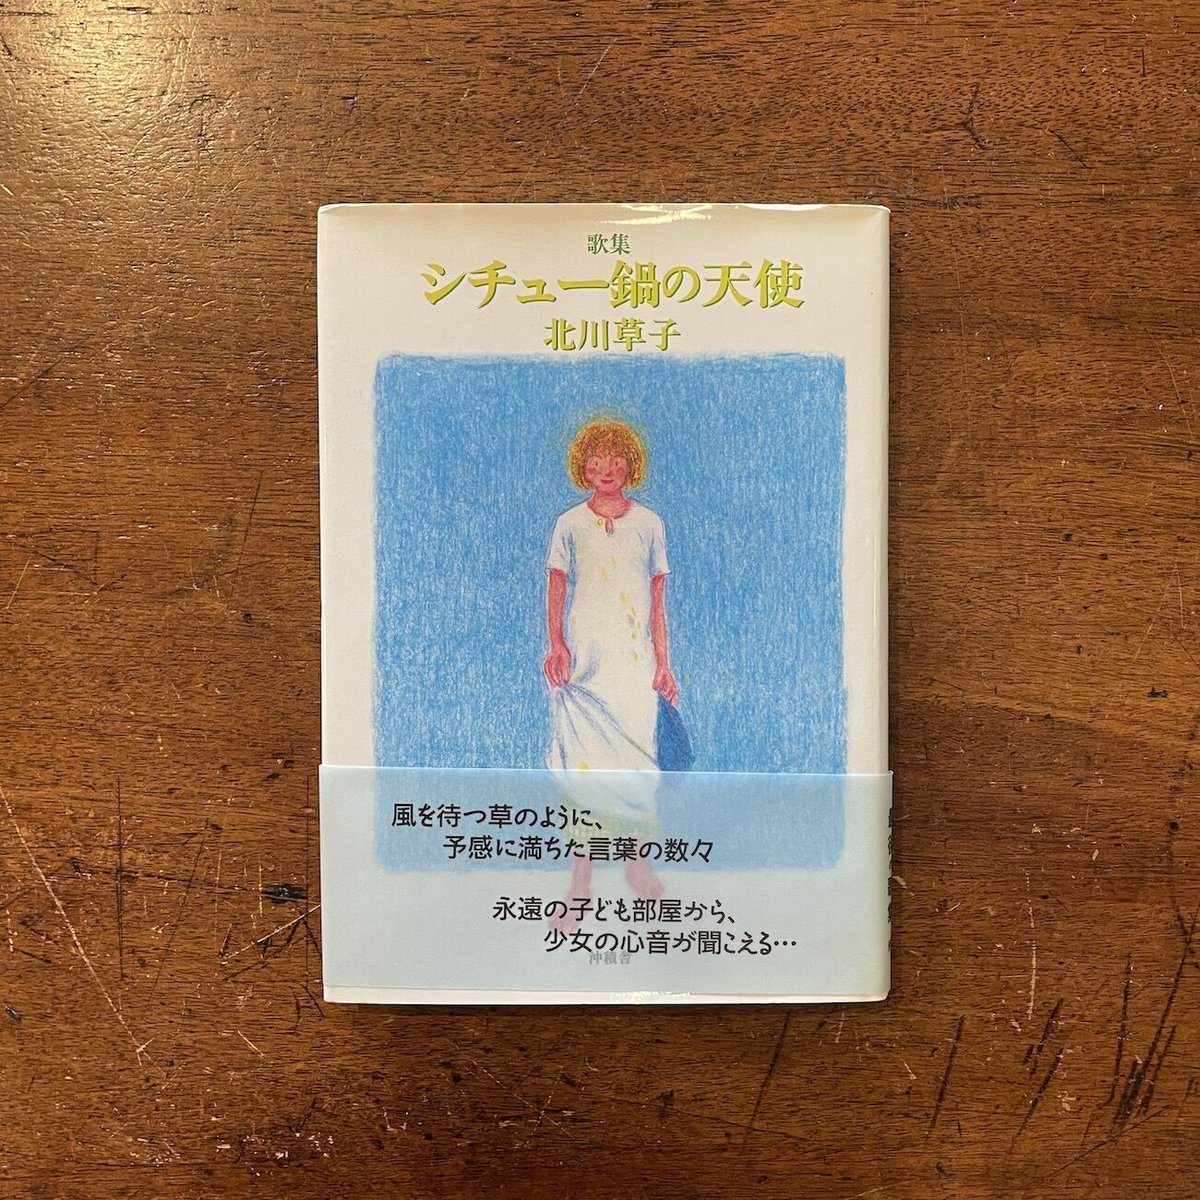 歌集
シチュー鍋の天使
北川草子
風を待つ草のように、
予感に満ちた言葉の数々
永遠の子ども部屋から、
少女の心音が聞こえる…
沖積舎